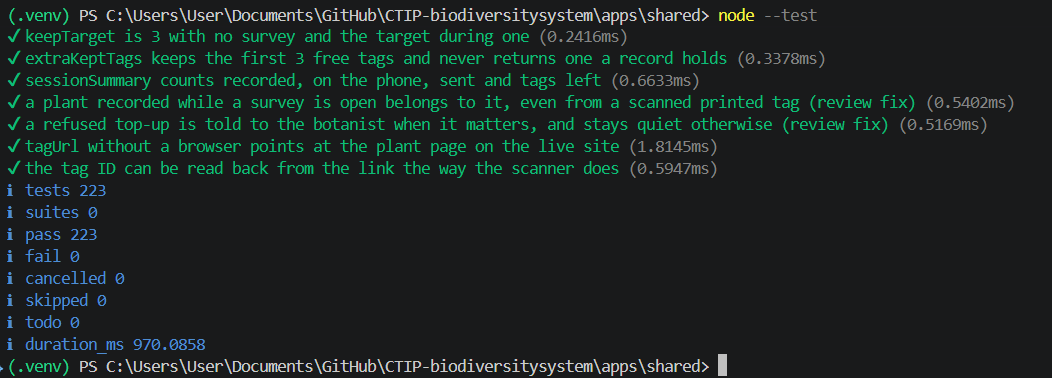 (.venv) PS C:\Users\User\Documents\GitHub\CTIP-biodiversitysystem\apps\shared> node --test
✔ keepTarget is 3 with no survey and the target during one (0.2416ms)
✔ extraKeptTags keeps the first 3 free tags and never returns one a record holds (0.3378ms)
✔ sessionSummary counts recorded, on the phone, sent and tags left (0.6633ms)
✔ a plant recorded while a survey is open belongs to it, even from a scanned printed tag (review fix) (0.5402ms)
✔ a refused top-up is told to the botanist when it matters, and stays quiet otherwise (review fix) (0.5169ms)
✔ tagUrl without a browser points at the plant page on the live site (1.8145ms)
✔ the tag ID can be read back from the link the way the scanner does (0.5947ms)
ℹ tests 223
ℹ suites 0
ℹ pass 223
ℹ fail 0
ℹ cancelled 0
ℹ skipped 0
ℹ todo 0
ℹ duration_ms 970.0858
(.venv) PS C:\Users\User\Documents\GitHub\CTIP-biodiversitysystem\apps\shared>